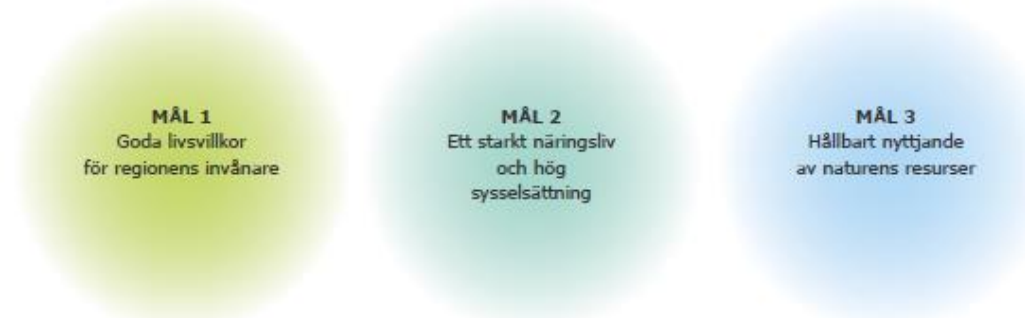 MÅL 1
Goda livsvillkor
för regionens invånare
MÅL 2
Ett starkt näringsliv
och hög
sysselsättning
MÅL 3
Hållbart nyttjande
av naturens resurser